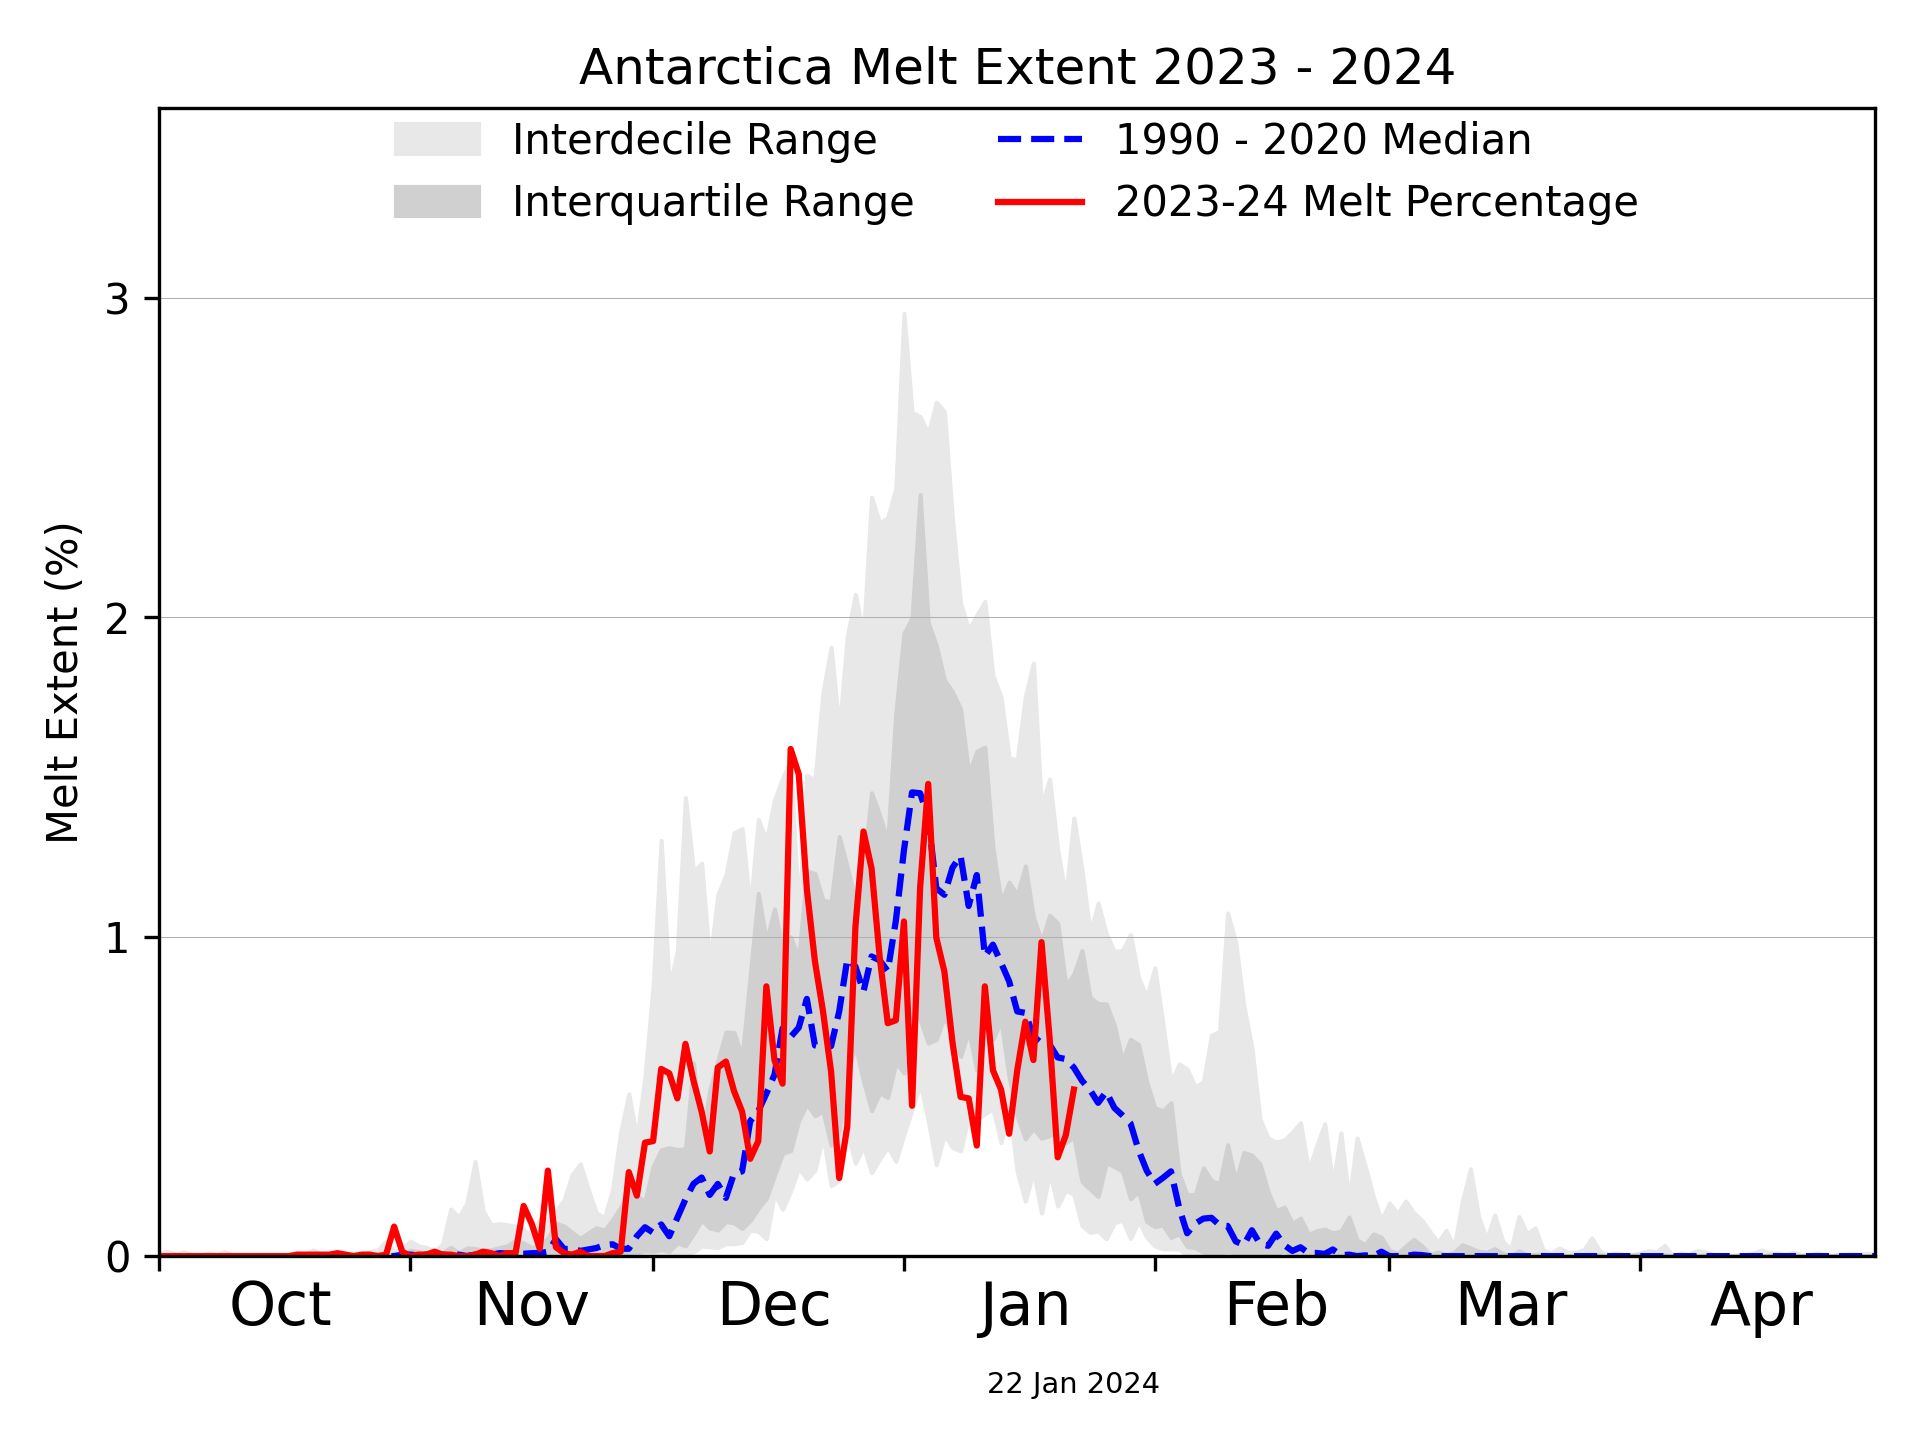 Antarctica Melt Extent 2023 - 2024
Interdecile Range
Interquartile Range
1990 - 2020 Median
2023-24 Melt Percentage
Melt Extent (%)
3
2
1
0
Oct Nov Dec Jan Feb Mar Apr
22 Jan 2024